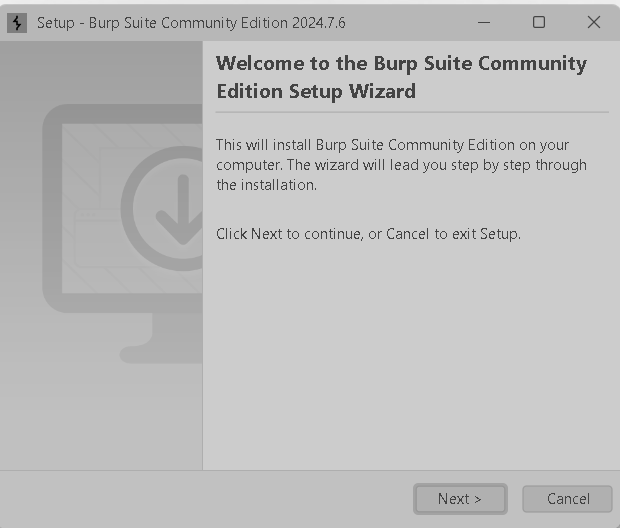 Setup - Burp Suite Community Edition 2024.7.6
Welcome to the Burp Suite Community
Edition Setup Wizard
This will install Burp Suite Community Edition on your
computer. The wizard will lead you step by step through
the installation.
Click Next to continue, or Cancel to exit Setup.
Next >
Cancel